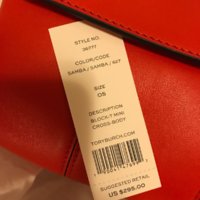 STYLE NO.
36777
COLOR/CODE
SAMBA / SAMBA / 627
SIZE
OS
DESCRIPTION
BLOCK-T MINI
CROSS-BODY
TORYBURCH.COM
SUGGESTED RETAIL
US $295.00